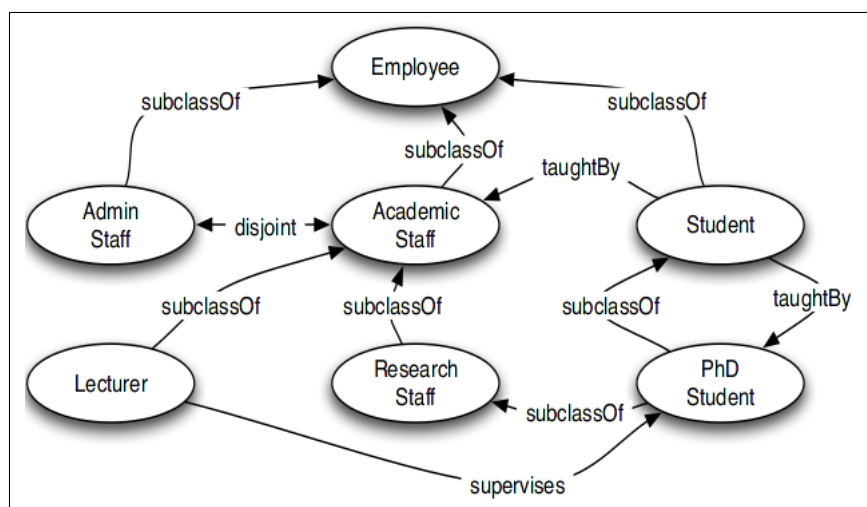 Employee
subclassOf
subclassOf
subclassOf
taughtBy
Admin
Staff
disjoint
Academic
Staff
Student
subclassOf
subclassOf
subclassOf
taughtBy
Lecturer
Research
Staff
subclassOf
PhD
Student
supervises